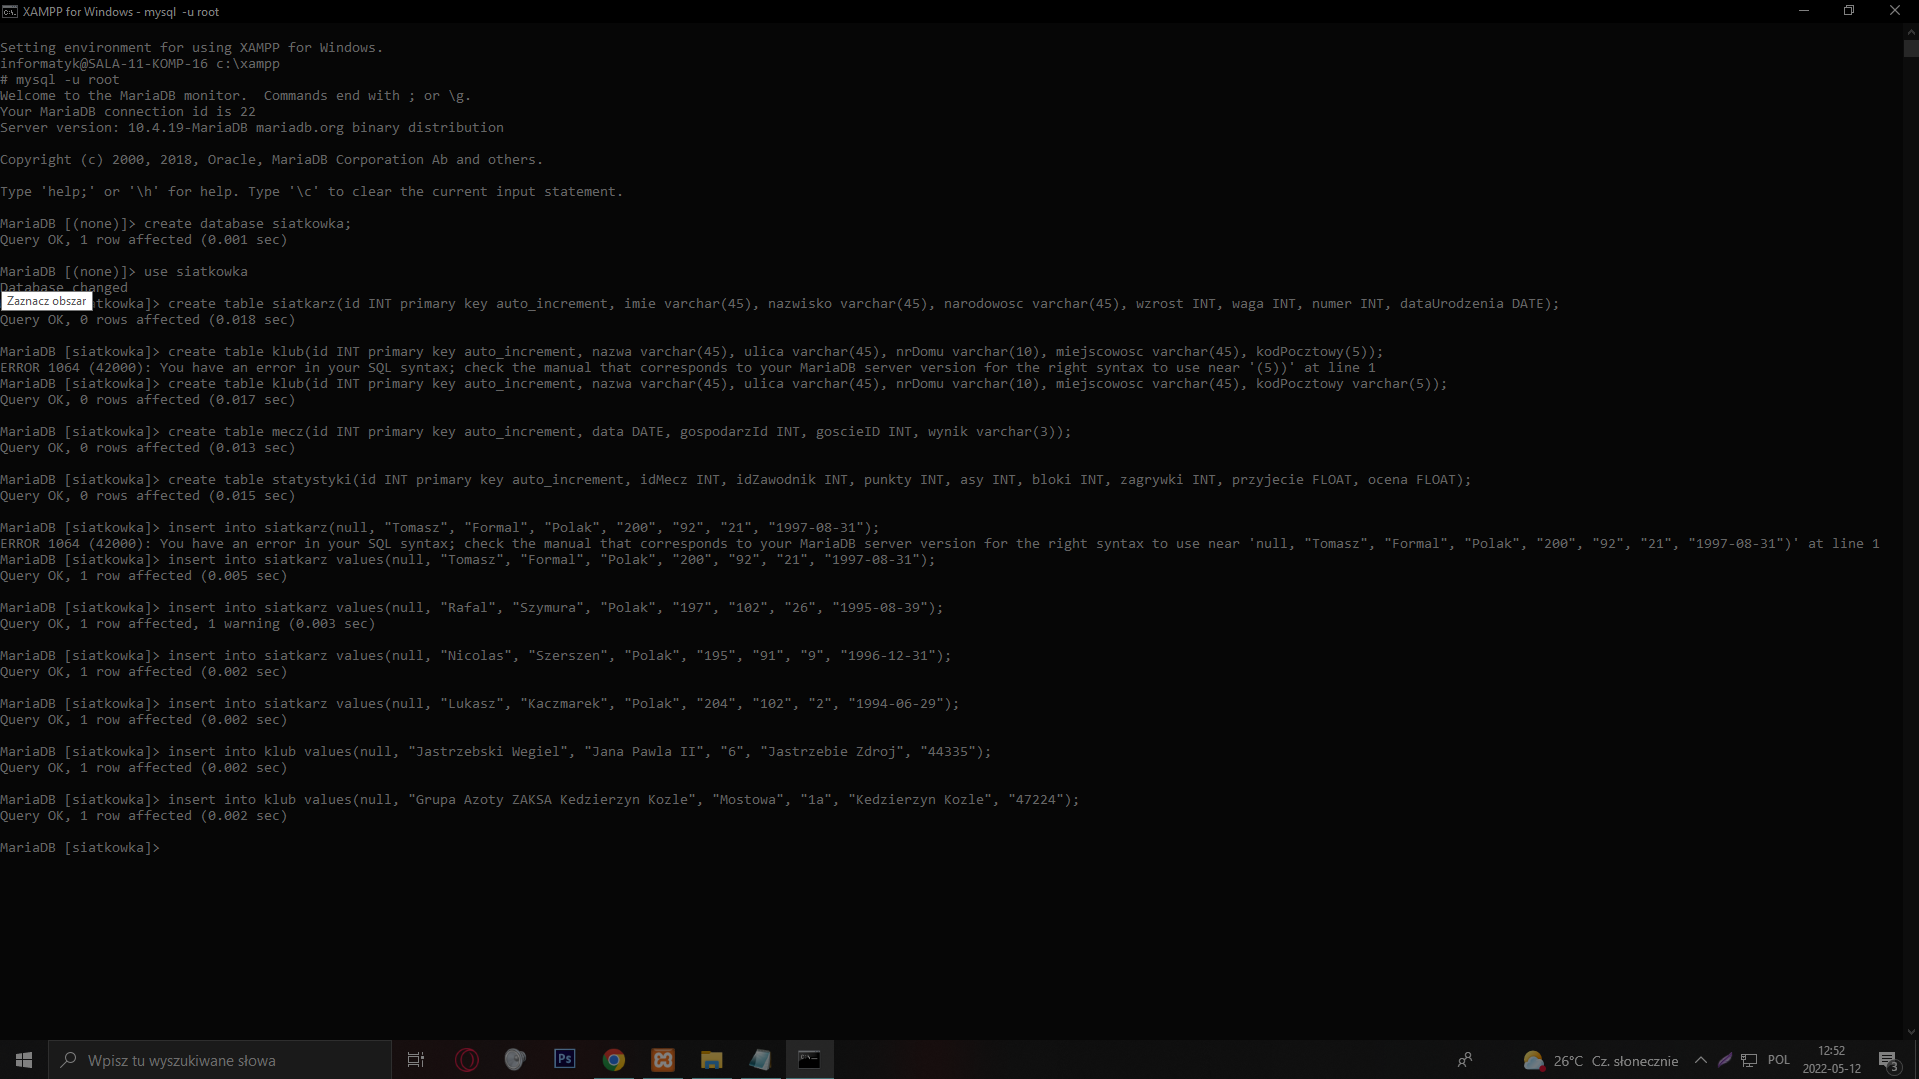 XAMPP for Windows - mysql  -u root
Setting environment for using XAMPP for Windows.
informatyk@SALA-11-KOMP-16 c:\xampp
# mysql -u root
Welcome to the MariaDB monitor.  Commands end with ; or \g.
Your MariaDB connection id is 22
Server version: 10.4.19-MariaDB mariadb.org binary distribution
Copyright (c) 2000, 2018, Oracle, MariaDB Corporation Ab and others.
Type 'help;' or '\h' for help. Type '\c' to clear the current input statement.
MariaDB [(none)]> create database siatkowka;
Query OK, 1 row affected (0.001 sec)
MariaDB [(none)]> use siatkowka
Database changed
Zaznacz obszar
tkowka]> create table siatkarz(id INT primary key auto_increment, imie varchar(45), nazwisko varchar(45), narodowosc varchar(45), wzrost INT, waga INT, numer INT, dataUrodzenia DATE);
Query OK, 0 rows affected (0.018 sec)
MariaDB [siatkowka]> create table klub(id INT primary key auto_increment, nazwa varchar(45), ulica varchar(45), nrDomu varchar(10), miejscowosc varchar(45), kodPocztowy(5));
ERROR 1064 (42000): You have an error in your SQL syntax; check the manual that corresponds to your MariaDB server version for the right syntax to use near '(5))' at line 1
MariaDB [siatkowka]> create table klub(id INT primary key auto_increment, nazwa varchar(45), ulica varchar(45), nrDomu varchar(10), miejscowosc varchar(45), kodPocztowy varchar(5));
Query OK, 0 rows affected (0.017 sec)
MariaDB [siatkowka]> create table mecz(id INT primary key auto_increment, data DATE, gospodarzId INT, goscieID INT, wynik varchar(3));
Query OK, 0 rows affected (0.013 sec)
MariaDB [siatkowka]> create table statystyki(id INT primary key auto_increment, idMecz INT, idZawodnik INT, punkty INT, asy INT, bloki INT, zagrywki INT, przyjecie FLOAT, ocena FLOAT);
Query OK, 0 rows affected (0.015 sec)
MariaDB [siatkowka]> insert into siatkarz(null, "Tomasz", "Formal", "Polak", "200", "92", "21", "1997-08-31");
ERROR 1064 (42000): You have an error in your SQL syntax; check the manual that corresponds to your MariaDB server version for the right syntax to use near 'null, "Tomasz", "Formal", "Polak", "200", "92", "21", "1997-08-31")' at line 1
MariaDB [siatkowka]> insert into siatkarz values(null, "Tomasz", "Formal", "Polak", "200", "92", "21", "1997-08-31");
Query OK, 1 row affected (0.005 sec)
MariaDB [siatkowka]> insert into siatkarz values(null, "Rafal", "Szymura", "Polak", "197", "102", "26", "1995-08-39");
Query OK, 1 row affected, 1 warning (0.003 sec)
MariaDB [siatkowka]> insert into siatkarz values(null, "Nicolas", "Szerszen", "Polak", "195", "91", "9", "1996-12-31");
Query OK, 1 row affected (0.002 sec)
MariaDB [siatkowka]> insert into siatkarz values(null, "Lukasz", "Kaczmarek", "Polak", "204", "102", "2", "1994-06-29");
Query OK, 1 row affected (0.002 sec)
MariaDB [siatkowka]> insert into klub values(null, "Jastrzebski Wegiel", "Jana Pawla II", "6", "Jastrzebie Zdroj", "44335");
Query OK, 1 row affected (0.002 sec)
MariaDB [siatkowka]> insert into klub values(null, "Grupa Azoty ZAKSA Kedzierzyn Kozle", "Mostowa", "1a", "Kedzierzyn Kozle", "47224");
Query OK, 1 row affected (0.002 sec)
MariaDB [siatkowka]>
Wpisz tu wyszukiwane słowa
Ps
26°C  Cz. słonecznie
POL
12:52
2022-05-12
3